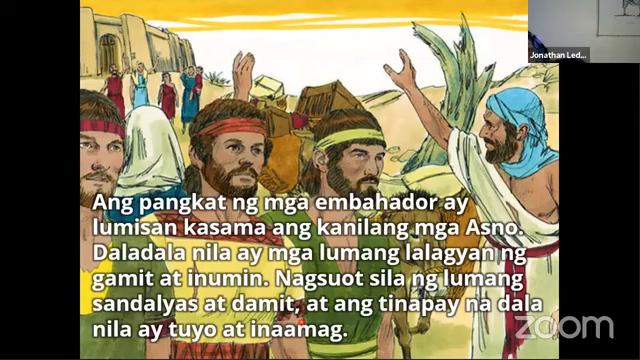 Jonathan Led...
Ang pangkat ng mga embahador ay
lumisan kasama ang kanilang mga Asno.
Daladala nila ay mga lumang lalagyan ng
gamit at inumin. Nagsuot sila ng lumang
sandalyas at damit, at ang tinapay na dala
nila ay tuyo at inaamag.
zoom